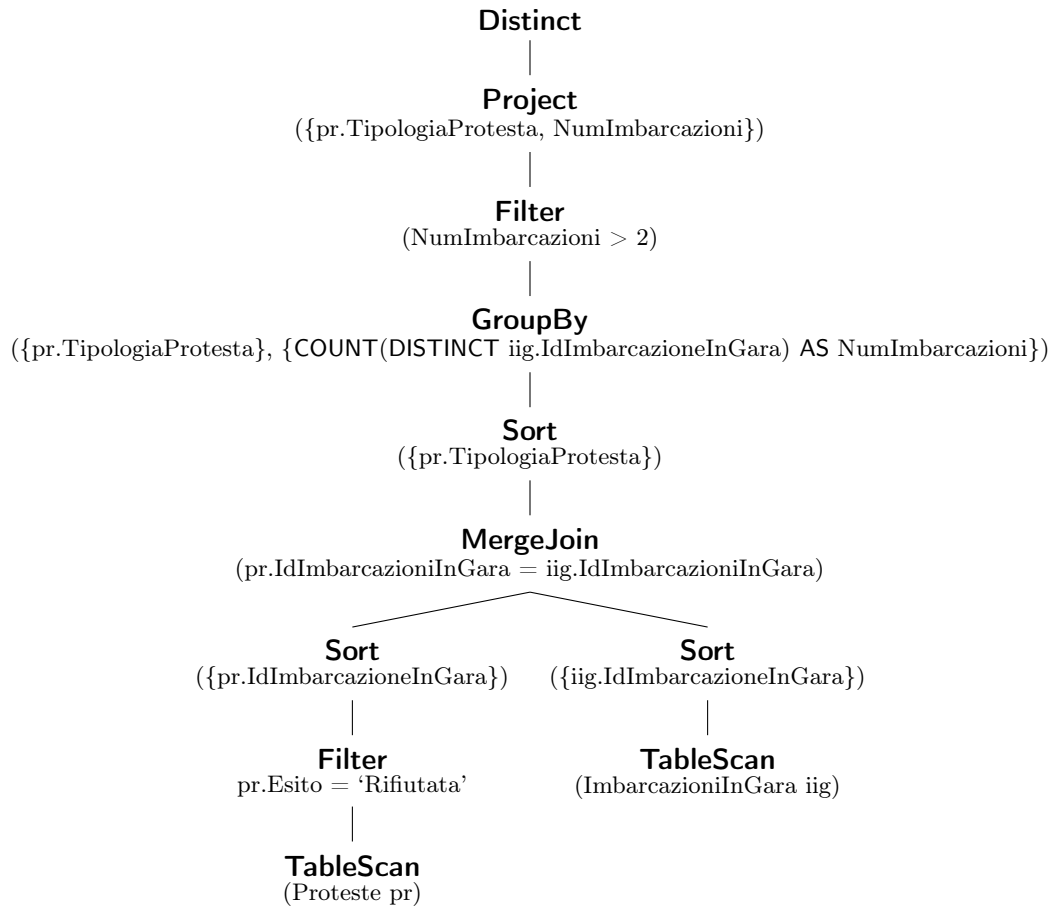 Distinct
Project
({pr.TipologiaProtesta, NumImbarcazioni})
Filter
(NumImbarcazioni > 2)
GroupBy
({pr.TipologiaProtesta}, {COUNT(DISTINCT iig.IdImbarcazioneInGara) AS NumImbarcazioni})
Sort
({pr.TipologiaProtesta})
MergeJoin
(pr.IdImbarcazioniInGara = iig.IdImbarcazioniInGara)
Sort
({pr.IdImbarcazioneInGara})
Sort
({iig.IdImbarcazioneInGara})
Filter
pr.Esito = ‘Rifiutata’
TableScan
(ImbarcazioniInGara iig)
TableScan
(Proteste pr)